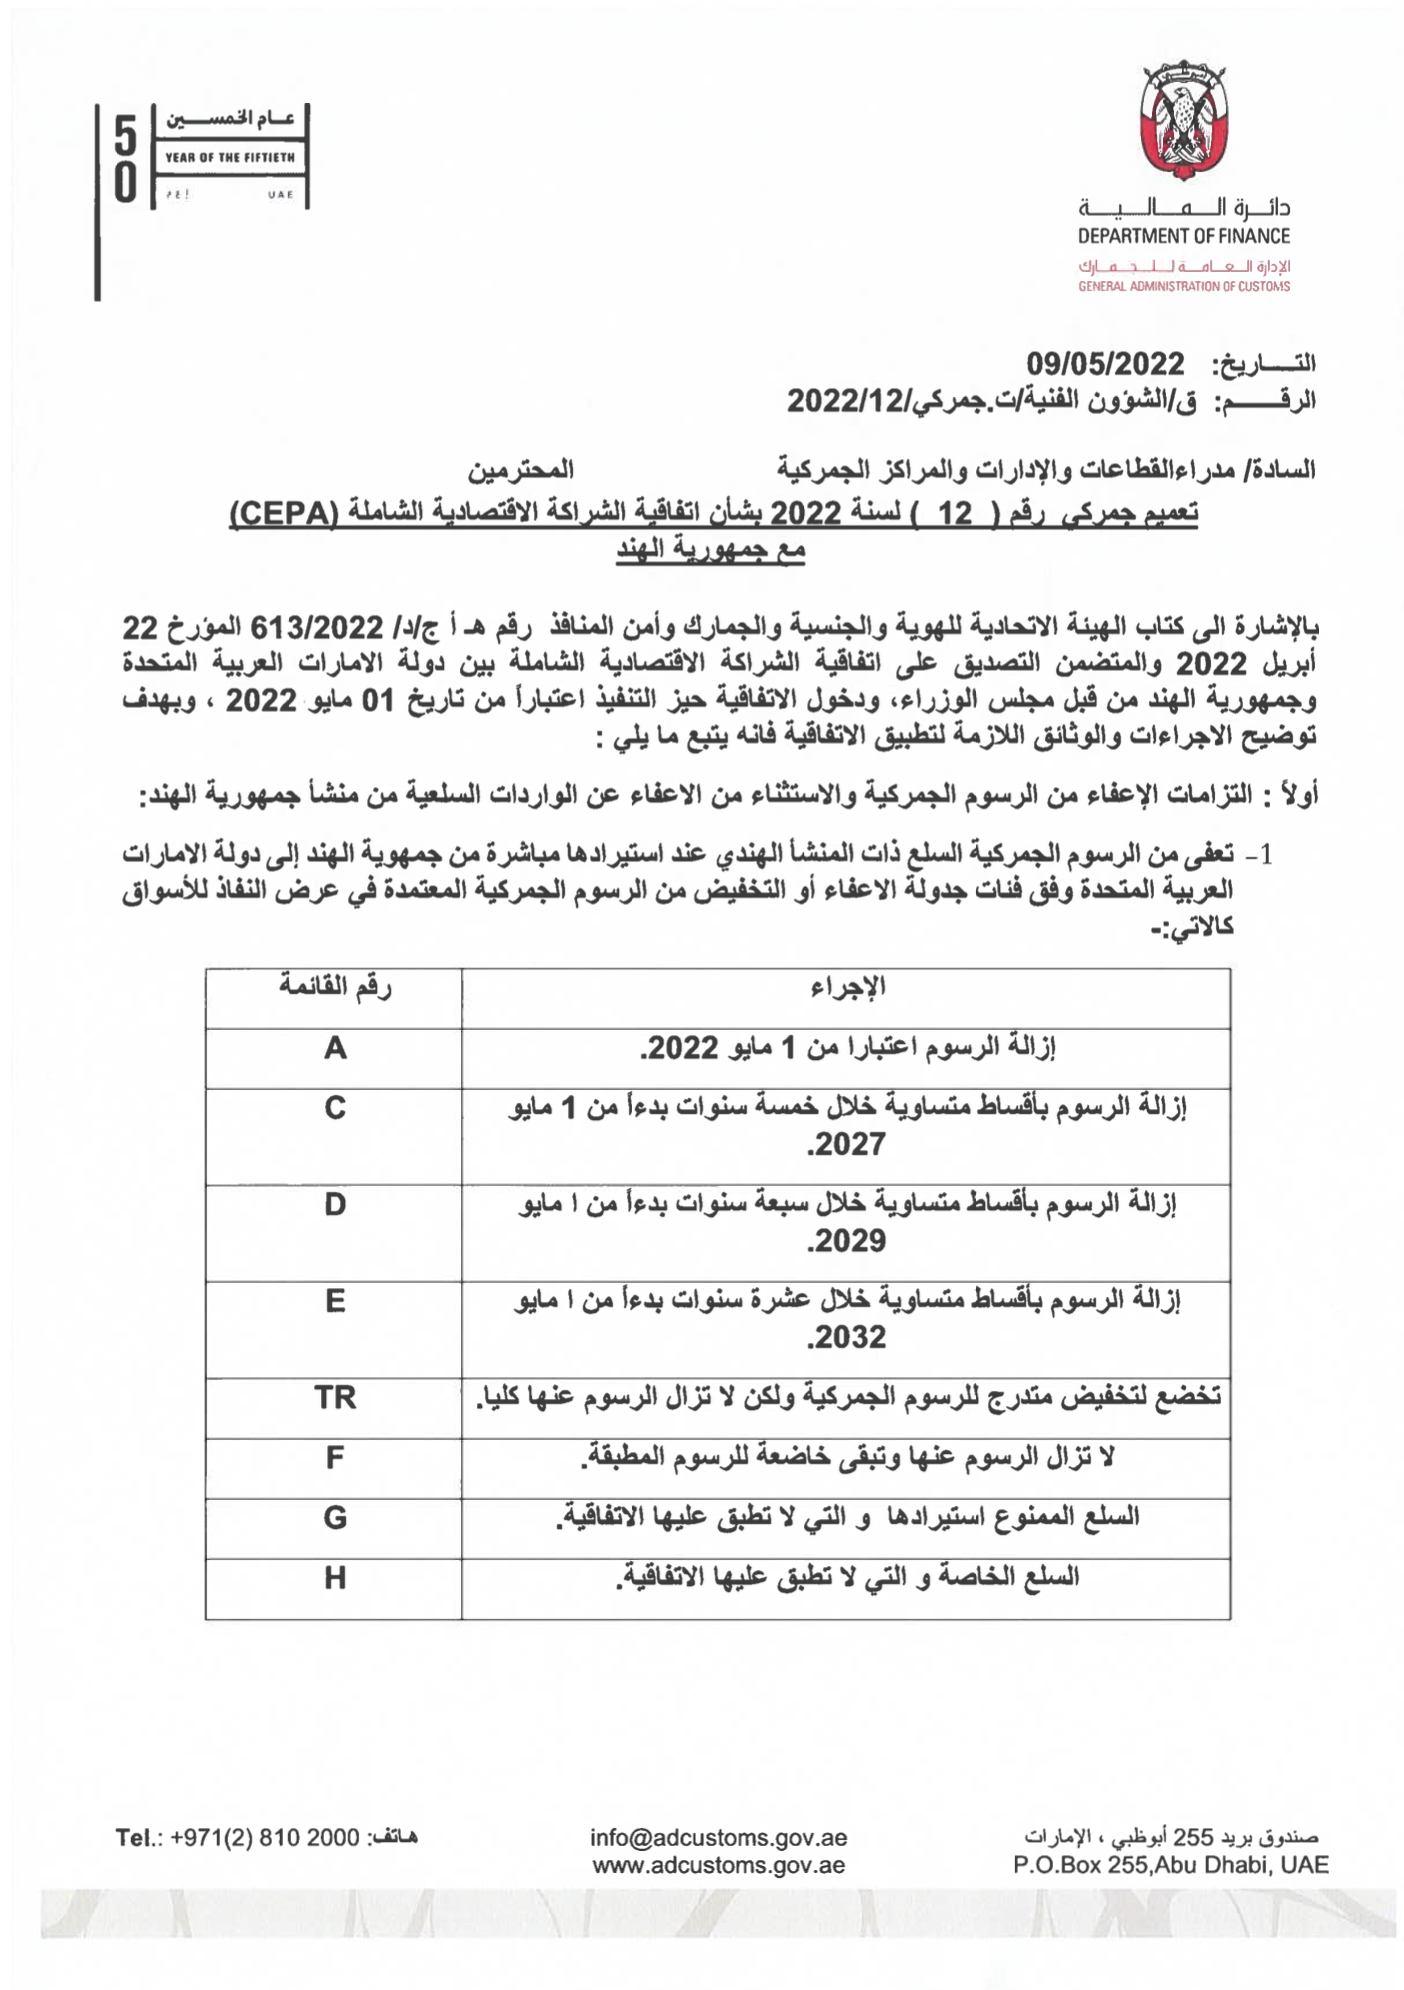 50
عام الخمسين
YEAR OF THE FIFTIETH
UAE
دائرة المالية
DEPARTMENT OF FINANCE
الإدارة العامة للجمارك
GENERAL ADMINISTRATION OF CUSTOMS
التاريخ: 09/05/2022
الرقم: ق/الشؤون الفنية/ت.جمركي/2022/12
السادة/ مدراءالقطاعات والإدارات والمراكز الجمركية المحترمين
تعميم جمركي رقم ( 12 ) لسنة 2022 بشأن اتفاقية الشراكة الاقتصادية الشاملة (CEPA)
مع جمهورية الهند
بالإشارة الى كتاب الهيئة الاتحادية للهوية والجنسية والجمارك وأمن المنافذ رقم هـ أ ج/د/ 613/2022 المؤرخ 22
أبريل 2022 والمتضمن التصديق على اتفاقية الشراكة الاقتصادية الشاملة بين دولة الامارات العربية المتحدة
وجمهورية الهند من قبل مجلس الوزراء، ودخول الاتفاقية حيز التنفيذ اعتباراً من تاريخ 01 مايو 2022 ، وبهدف
توضيح الاجراءات والوثائق اللازمة لتطبيق الاتفاقية فانه يتبع ما يلي :
أولاً : التزامات الإعفاء من الرسوم الجمركية والاستثناء من الاعفاء عن الواردات السلعية من منشأ جمهورية الهند:
1- تعفى من الرسوم الجمركية السلع ذات المنشأ الهندي عند استيرادها مباشرة من جمهوية الهند إلى دولة الامارات
العربية المتحدة وفق فئات جدولة الاعفاء أو التخفيض من الرسوم الجمركية المعتمدة في عرض النفاذ للأسواق
كالاتي:-
الإجراء رقم القائمة
إزالة الرسوم اعتبارا من 1 مايو 2022. A
إزالة الرسوم بأقساط متساوية خلال خمسة سنوات بدءاً من 1 مايو C
2027.
إزالة الرسوم بأقساط متساوية خلال سبعة سنوات بدءاً من ا مايو D
2029.
إزالة الرسوم بأقساط متساوية خلال عشرة سنوات بدءاً من ا مايو E
2032.
تخضع لتخفيض متدرج للرسوم الجمركية ولكن لا تزال الرسوم عنها كليا. TR
لا تزال الرسوم عنها وتبقى خاضعة للرسوم المطبقة. F
السلع الممنوع استيرادها و التي لا تطبق عليها الاتفاقية. G
السلع الخاصة و التي لا تطبق عليها الاتفاقية. H
صندوق بريد 255 أبوظبي ، الإمارات
P.O.Box 255,Abu Dhabi, UAE
info@adcustoms.gov.ae
www.adcustoms.gov.ae
Tel.: +971(2) 810 2000 :هاتف